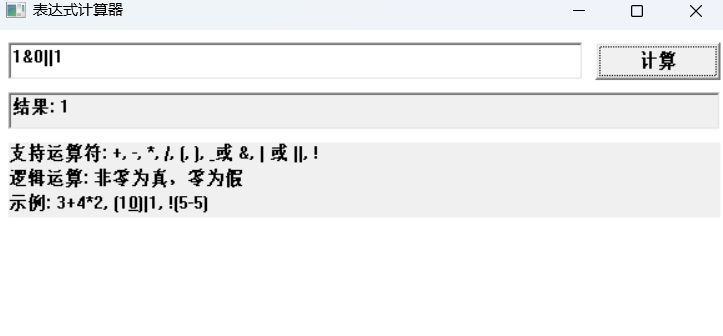 表达式计算器
1&0||1
计算
结果: 1
支持运算符: +, -, *, /, (, ), _或 &, | 或 ||, !
逻辑运算: 非零为真，零为假
示例: 3+4*2, (10)||1, !(5-5)